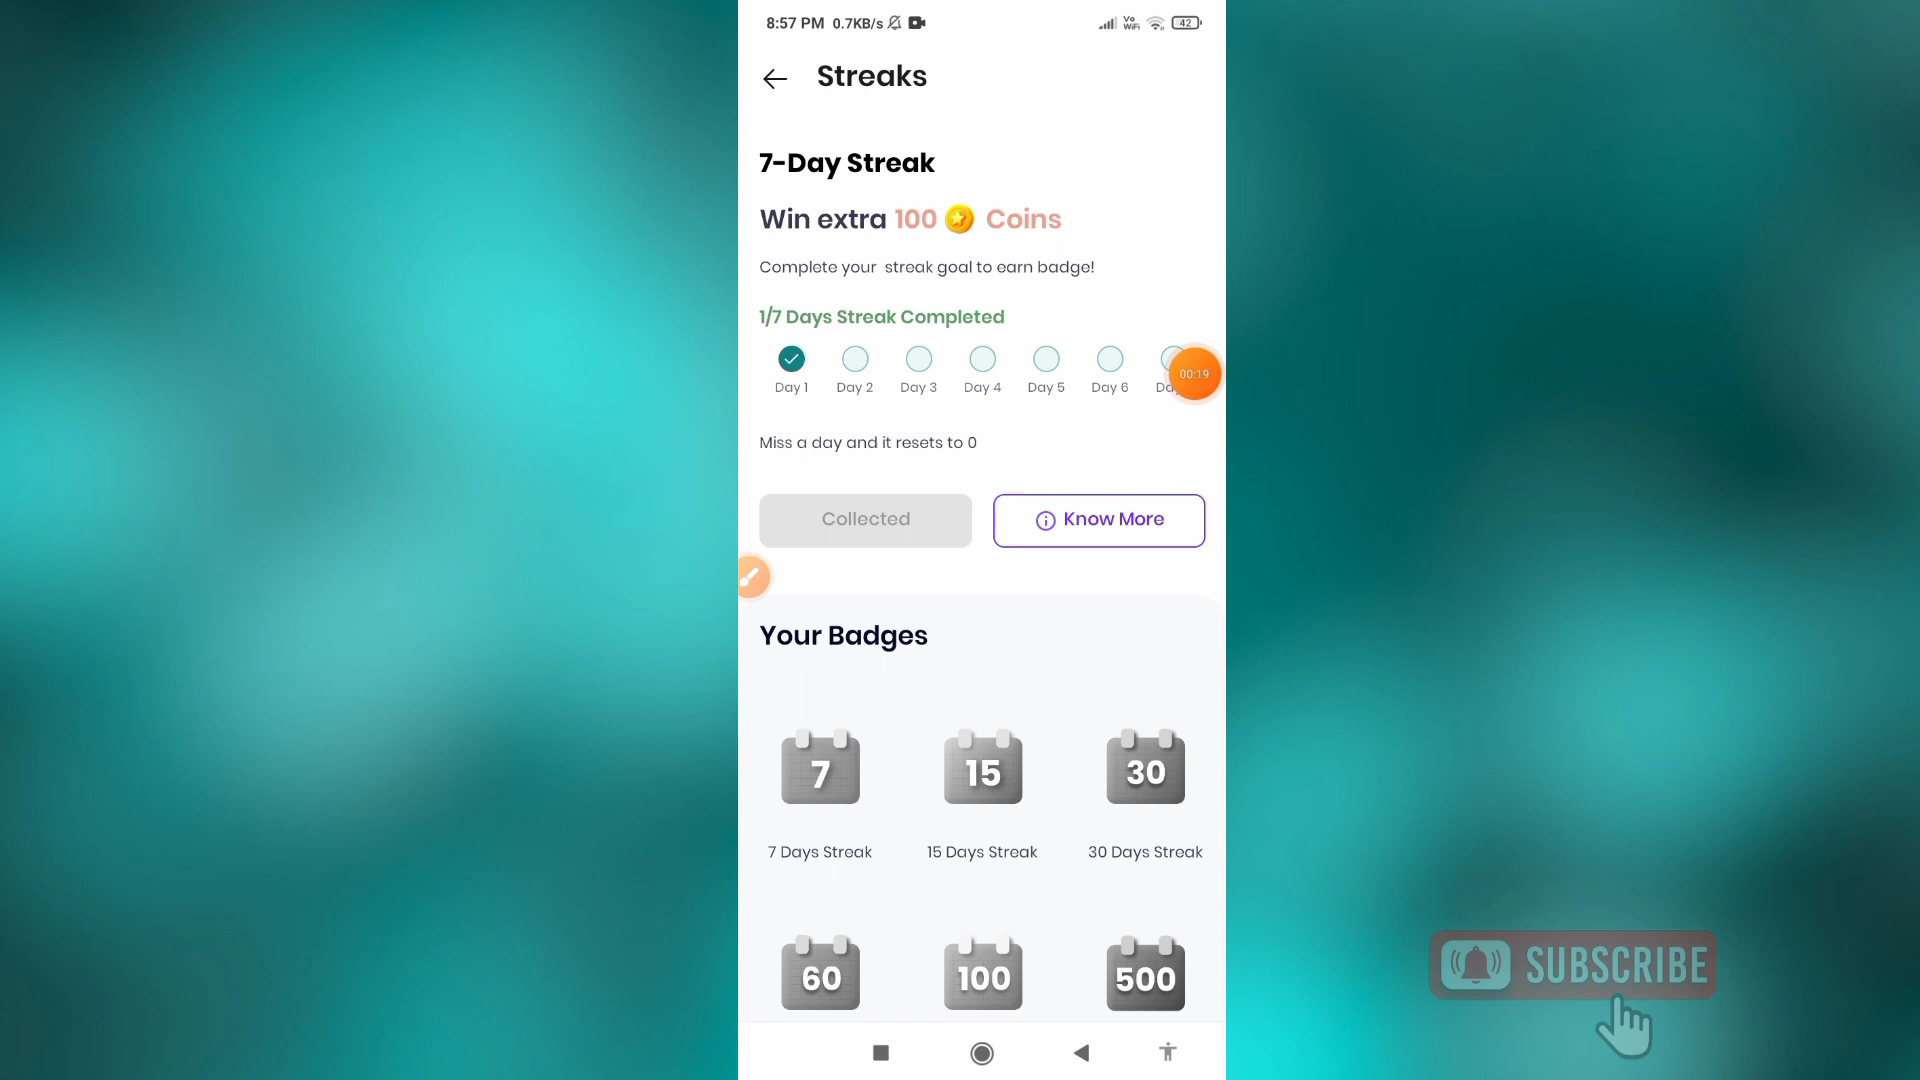 8:57 PM 0.7KB/s
Vo WiFi
42
Streaks
7-Day Streak
Win extra 100 Coins
Complete your streak goal to earn badge!
1/7 Days Streak Completed
00:19
Day 1 Day 2 Day 3 Day 4 Day 5 Day 6
Miss a day and it resets to 0
Collected
Know More
Your Badges
7 15 30
7 Days Streak 15 Days Streak 30 Days Streak
60 100 500
SUBSCRIBE